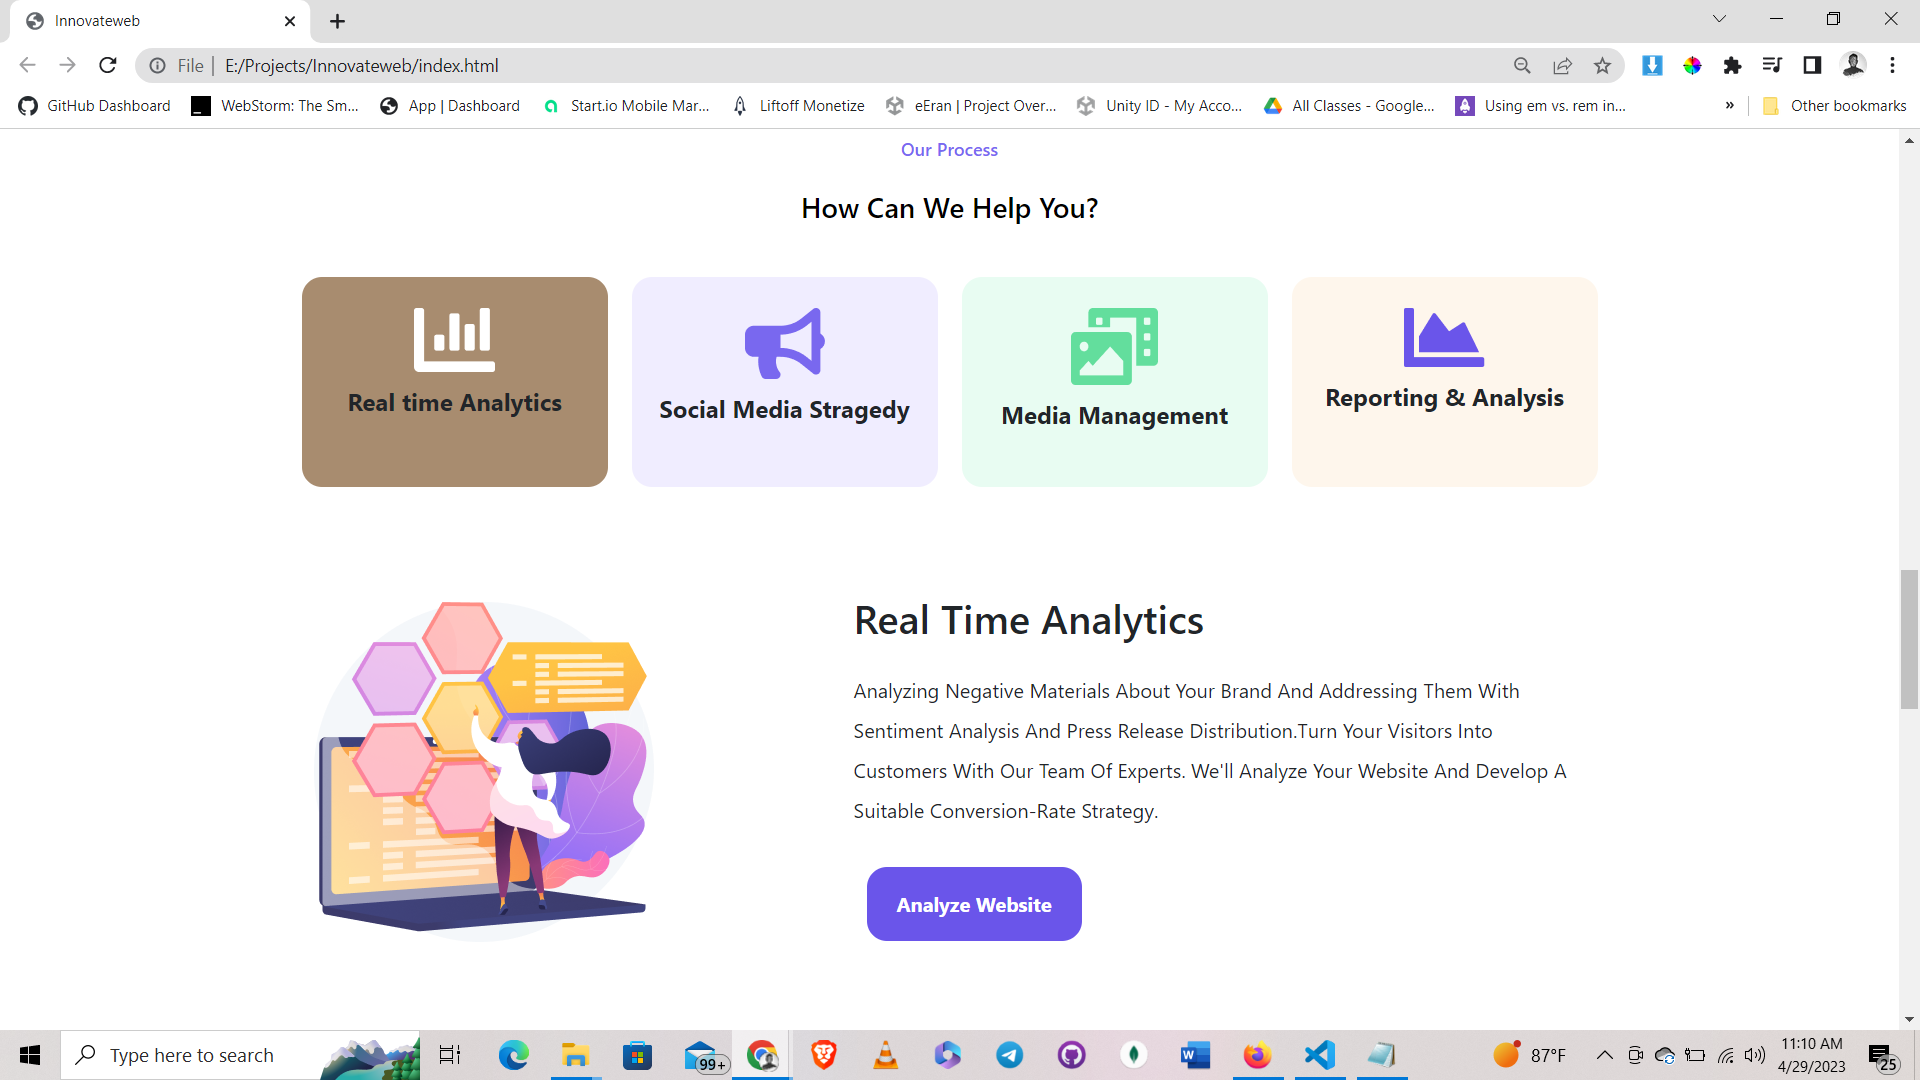 Innovateweb
File | E:/Projects/Innovateweb/index.html
GitHub Dashboard WebStorm: The Sm... App | Dashboard Start.io Mobile Mar... Liftoff Monetize eEran | Project Over... Unity ID - My Acco... All Classes - Google... Using em vs. rem in... » Other bookmarks
Our Process
How Can We Help You?
Real time Analytics
Social Media Stragedy
Media Management
Reporting & Analysis
Real Time Analytics
Analyzing Negative Materials About Your Brand And Addressing Them With
Sentiment Analysis And Press Release Distribution.Turn Your Visitors Into
Customers With Our Team Of Experts. We'll Analyze Your Website And Develop A
Suitable Conversion-Rate Strategy.
Analyze Website
Type here to search
99+
87°F
11:10 AM
4/29/2023
25